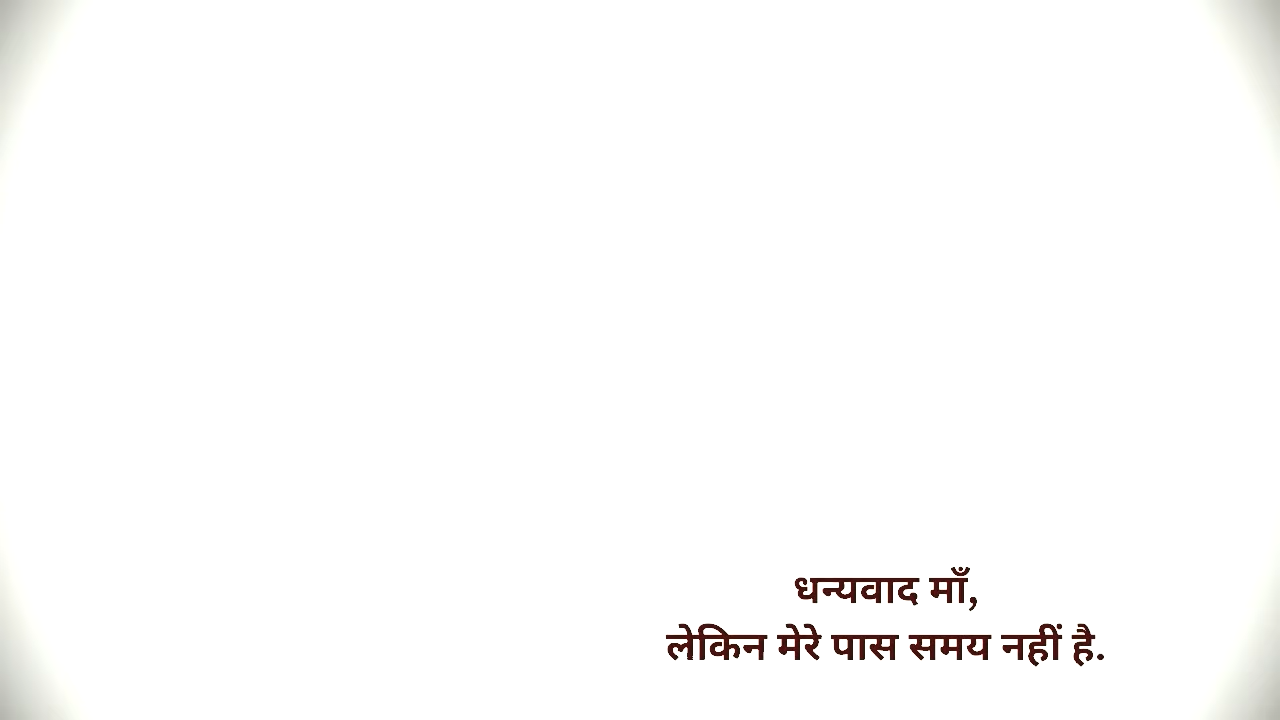 धन्यवाद माँ,
लेकिन मेरे पास समय नहीं है.